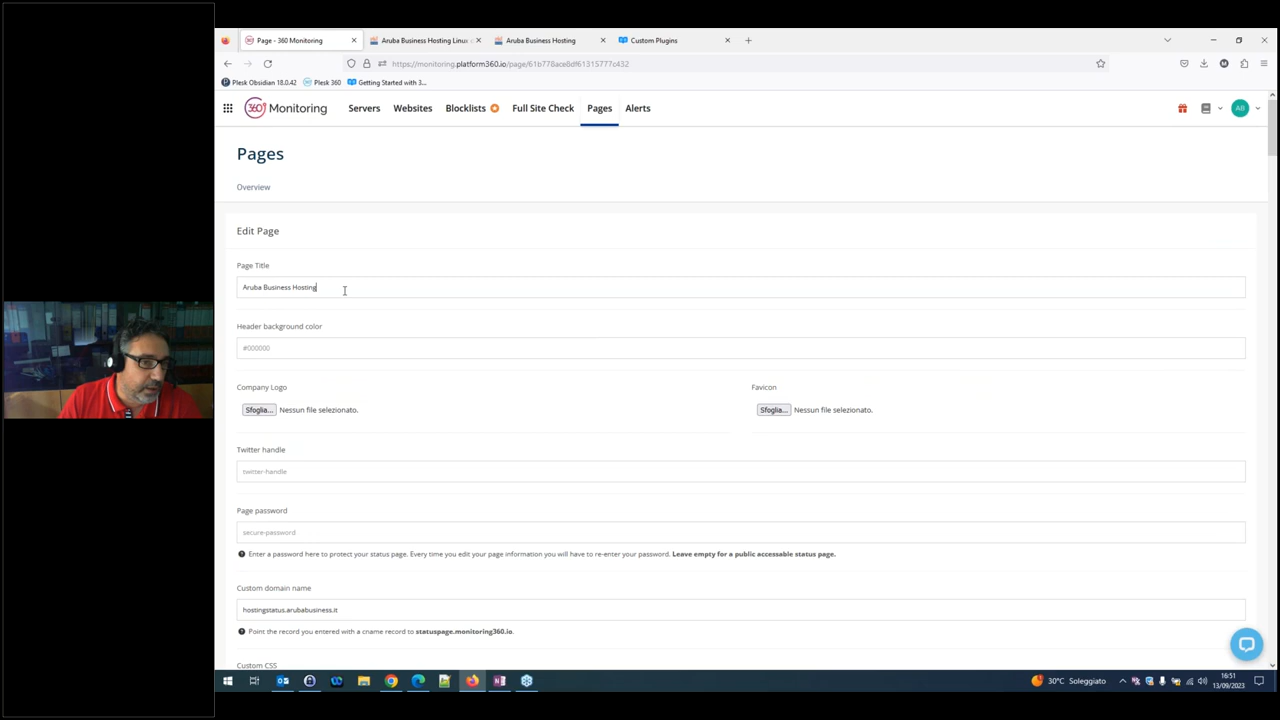 Page - 360 Monitoring
Aruba Business Hosting Linux
Aruba Business Hosting
Custom Plugins
https://monitoring.platform360.io/page/61b778ace8df61315777c432
Plesk Obsidian 18.0.42
Plesk 360
Getting Started with 3...
360 Monitoring
Servers
Websites
Blocklists
Full Site Check
Pages
Alerts
AB
Pages
Overview
Edit Page
Page Title
Aruba Business Hosting
Header background color
#000000
Company Logo
Favicon
Sfoglia... Nessun file selezionato.
Sfoglia... Nessun file selezionato.
Twitter handle
twitter-handle
Page password
secure-password
Enter a password here to protect your status page. Every time you edit your page information you will have to re-enter your password. Leave empty for a public accessable status page.
Custom domain name
hostingstatus.arubabusiness.it
Point the record you entered with a cname record to statuspage.monitoring360.io.
Custom CSS
30°C Soleggiato
16:51
13/09/2023